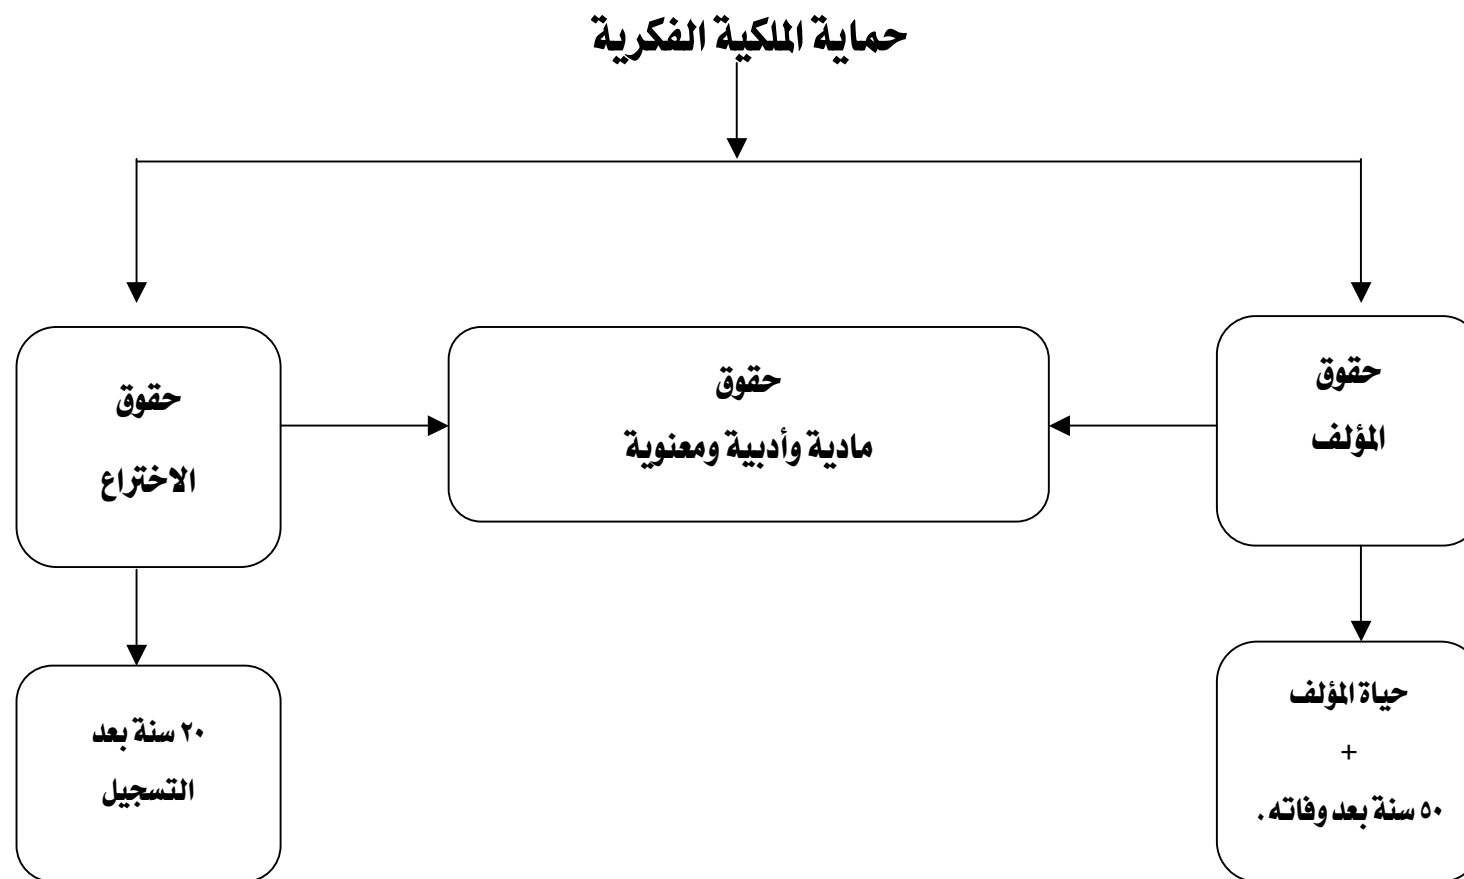 حماية الملكية الفكرية
حقوق
المؤلف
حقوق
مادية وأدبية ومعنوية
حقوق
الاختراع
حياة المؤلف
+
٥٠ سنة بعد وفاته .
٢٠ سنة بعد
التسجيل